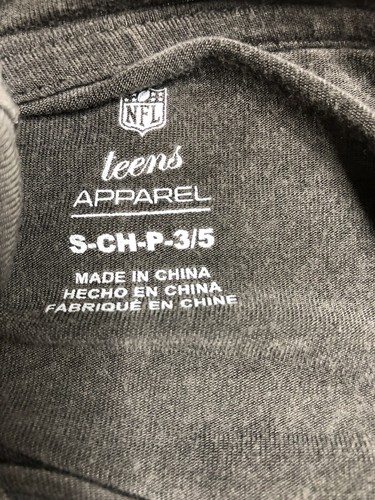 NFL
teens
APPAREL
S-CH-P-3/5
MADE IN CHINA
HECHO EN CHINA
FABRIQUÉ EN CHINE